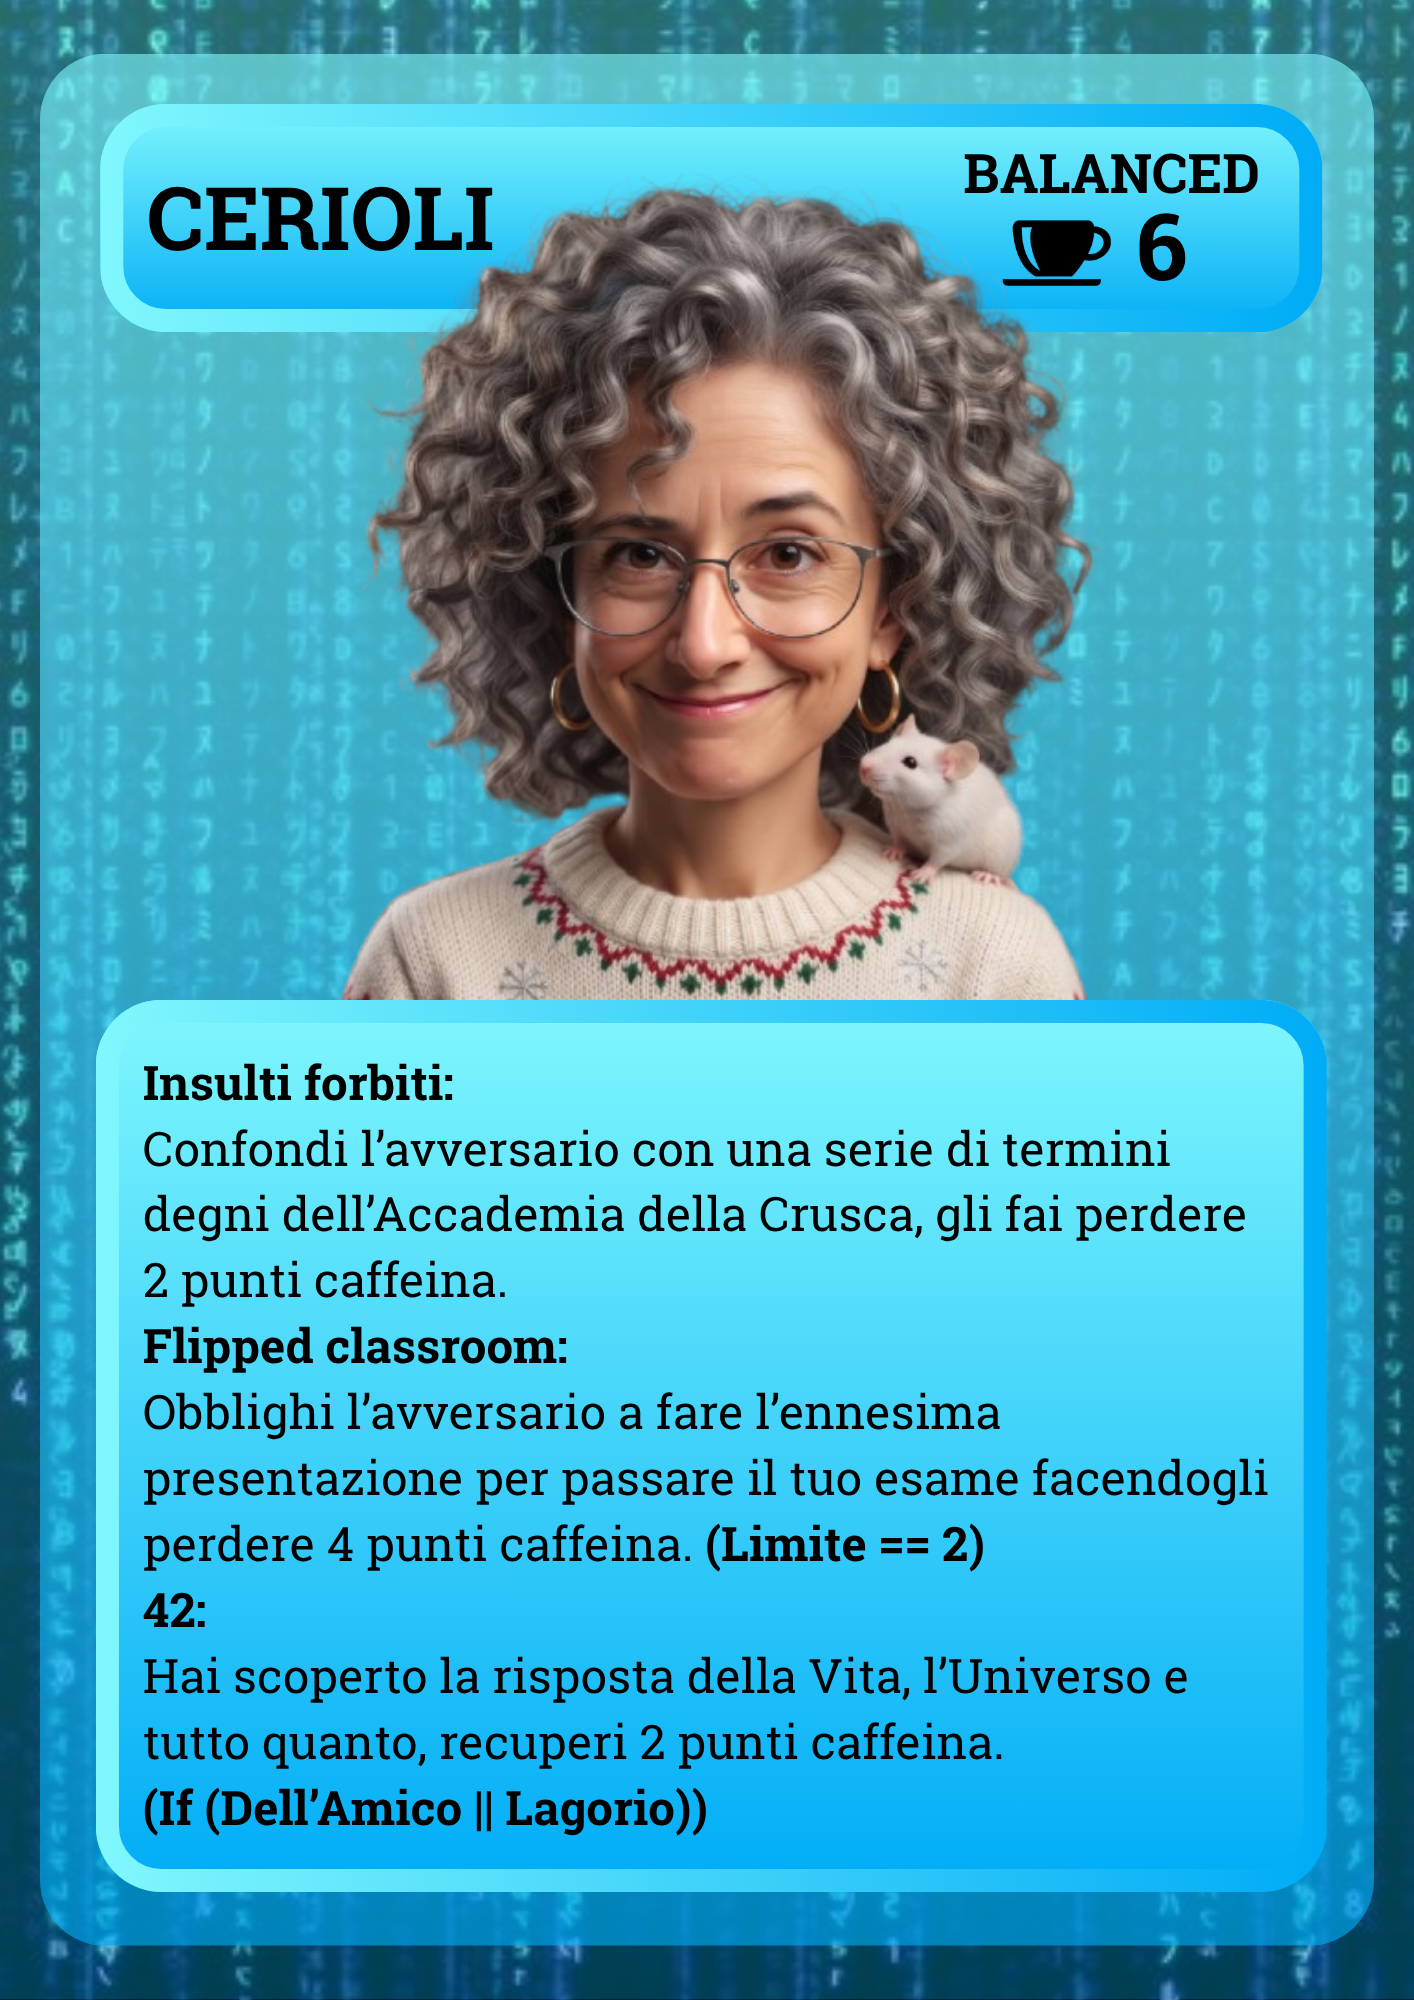 CERIOLI
BALANCED
6
Insulti forbiti:
Confondi l’avversario con una serie di termini
degni dell’Accademia della Crusca, gli fai perdere
2 punti caffeina.
Flipped classroom:
Obblighi l’avversario a fare l’ennesima
presentazione per passare il tuo esame facendogli
perdere 4 punti caffeina. (Limite == 2)
42:
Hai scoperto la risposta della Vita, l’Universo e
tutto quanto, recuperi 2 punti caffeina.
(If (Dell’Amico || Lagorio))